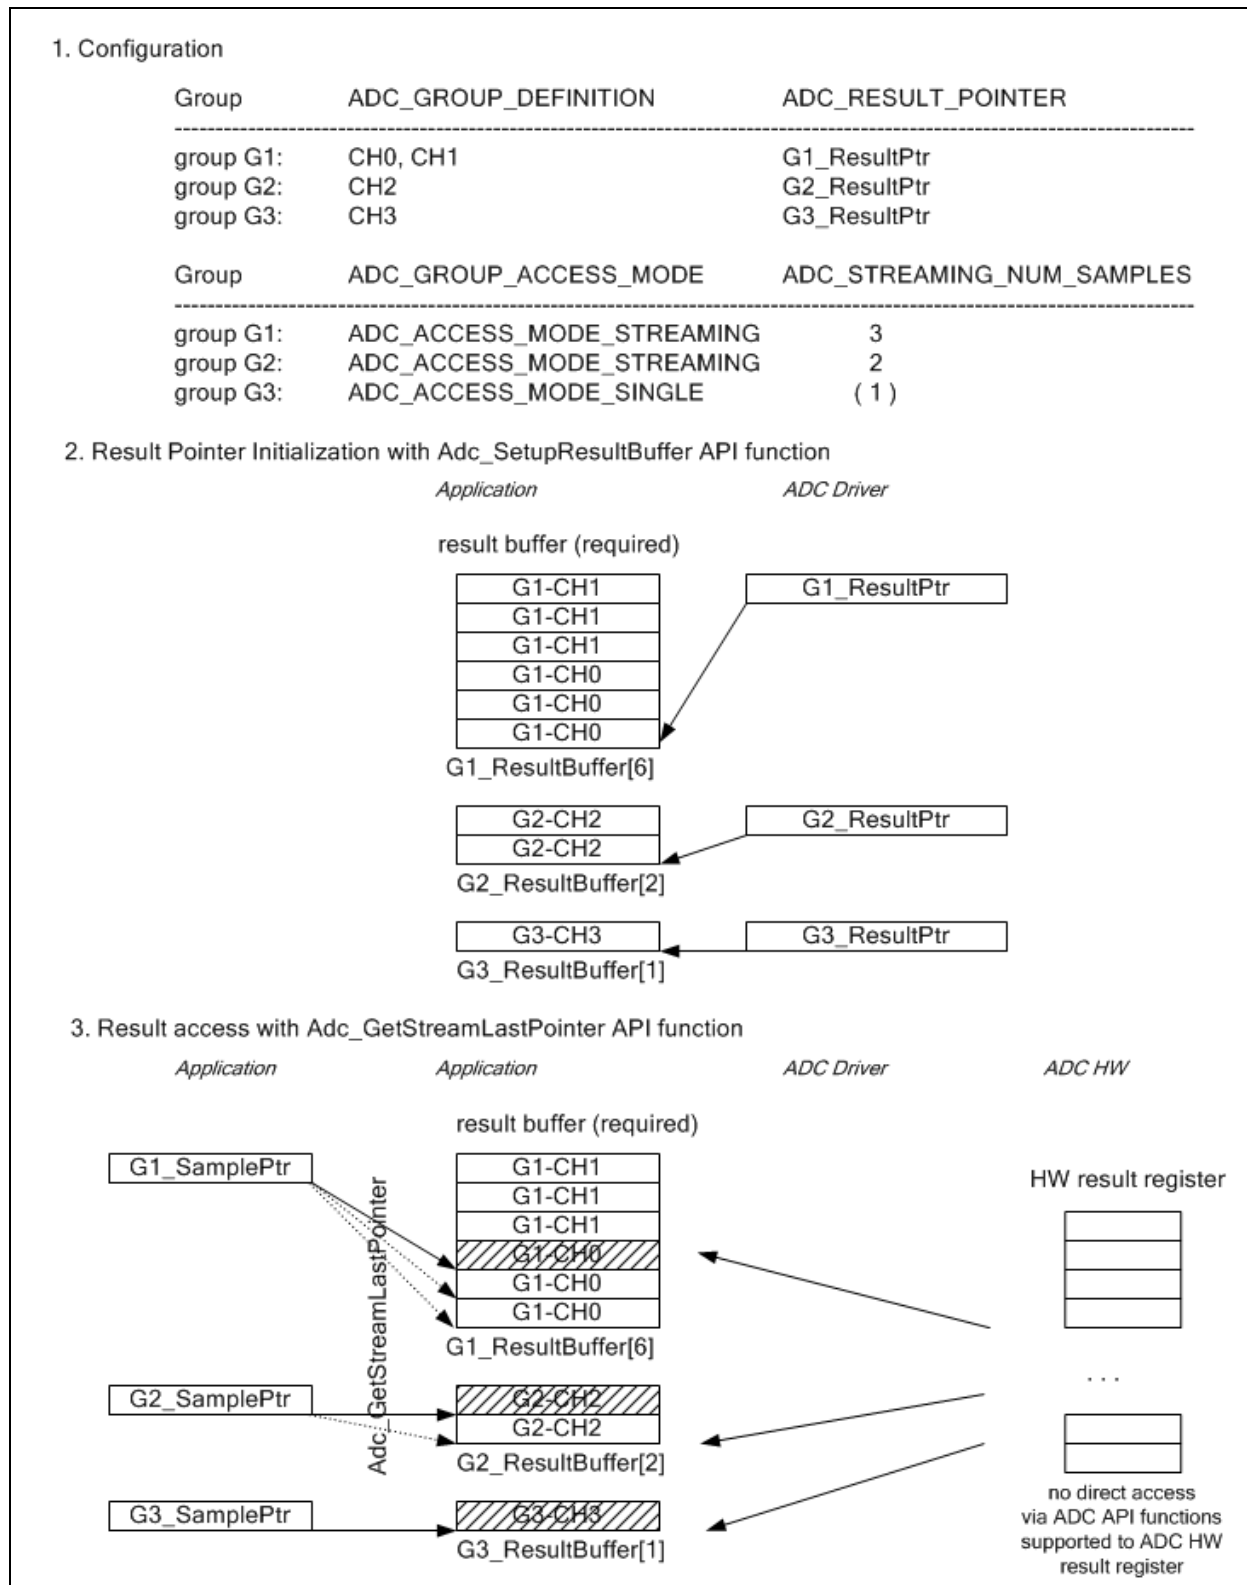 1. Configuration
Group ADC_GROUP_DEFINITION ADC_RESULT_POINTER
group G1: CH0, CH1 G1_ResultPtr
group G2: CH2 G2_ResultPtr
group G3: CH3 G3_ResultPtr
Group ADC_GROUP_ACCESS_MODE ADC_STREAMING_NUM_SAMPLES
group G1: ADC_ACCESS_MODE_STREAMING 3
group G2: ADC_ACCESS_MODE_STREAMING 2
group G3: ADC_ACCESS_MODE_SINGLE ( 1 )
2. Result Pointer Initialization with Adc_SetupResultBuffer API function
Application ADC Driver
result buffer (required)
G1-CH1 G1_ResultPtr
G1-CH1
G1-CH1
G1-CH0
G1-CH0
G1-CH0
G1_ResultBuffer[6]
G2-CH2 G2_ResultPtr
G2-CH2
G2_ResultBuffer[2]
G3-CH3 G3_ResultPtr
G3_ResultBuffer[1]
3. Result access with Adc_GetStreamLastPointer API function
Application Application ADC Driver ADC HW
result buffer (required)
G1_SamplePtr G1-CH1
HW result register
G1-CH1
G1-CH1
G1-CH0
G1-CH0
G1-CH0
G1_ResultBuffer[6]
Adc_GetStreamLastPointer
. . .
G2_SamplePtr G2-CH2
G2-CH2
G2_ResultBuffer[2]
G3_SamplePtr G3-CH3
G3_ResultBuffer[1]
no direct access
via ADC API functions
supported to ADC HW
result register